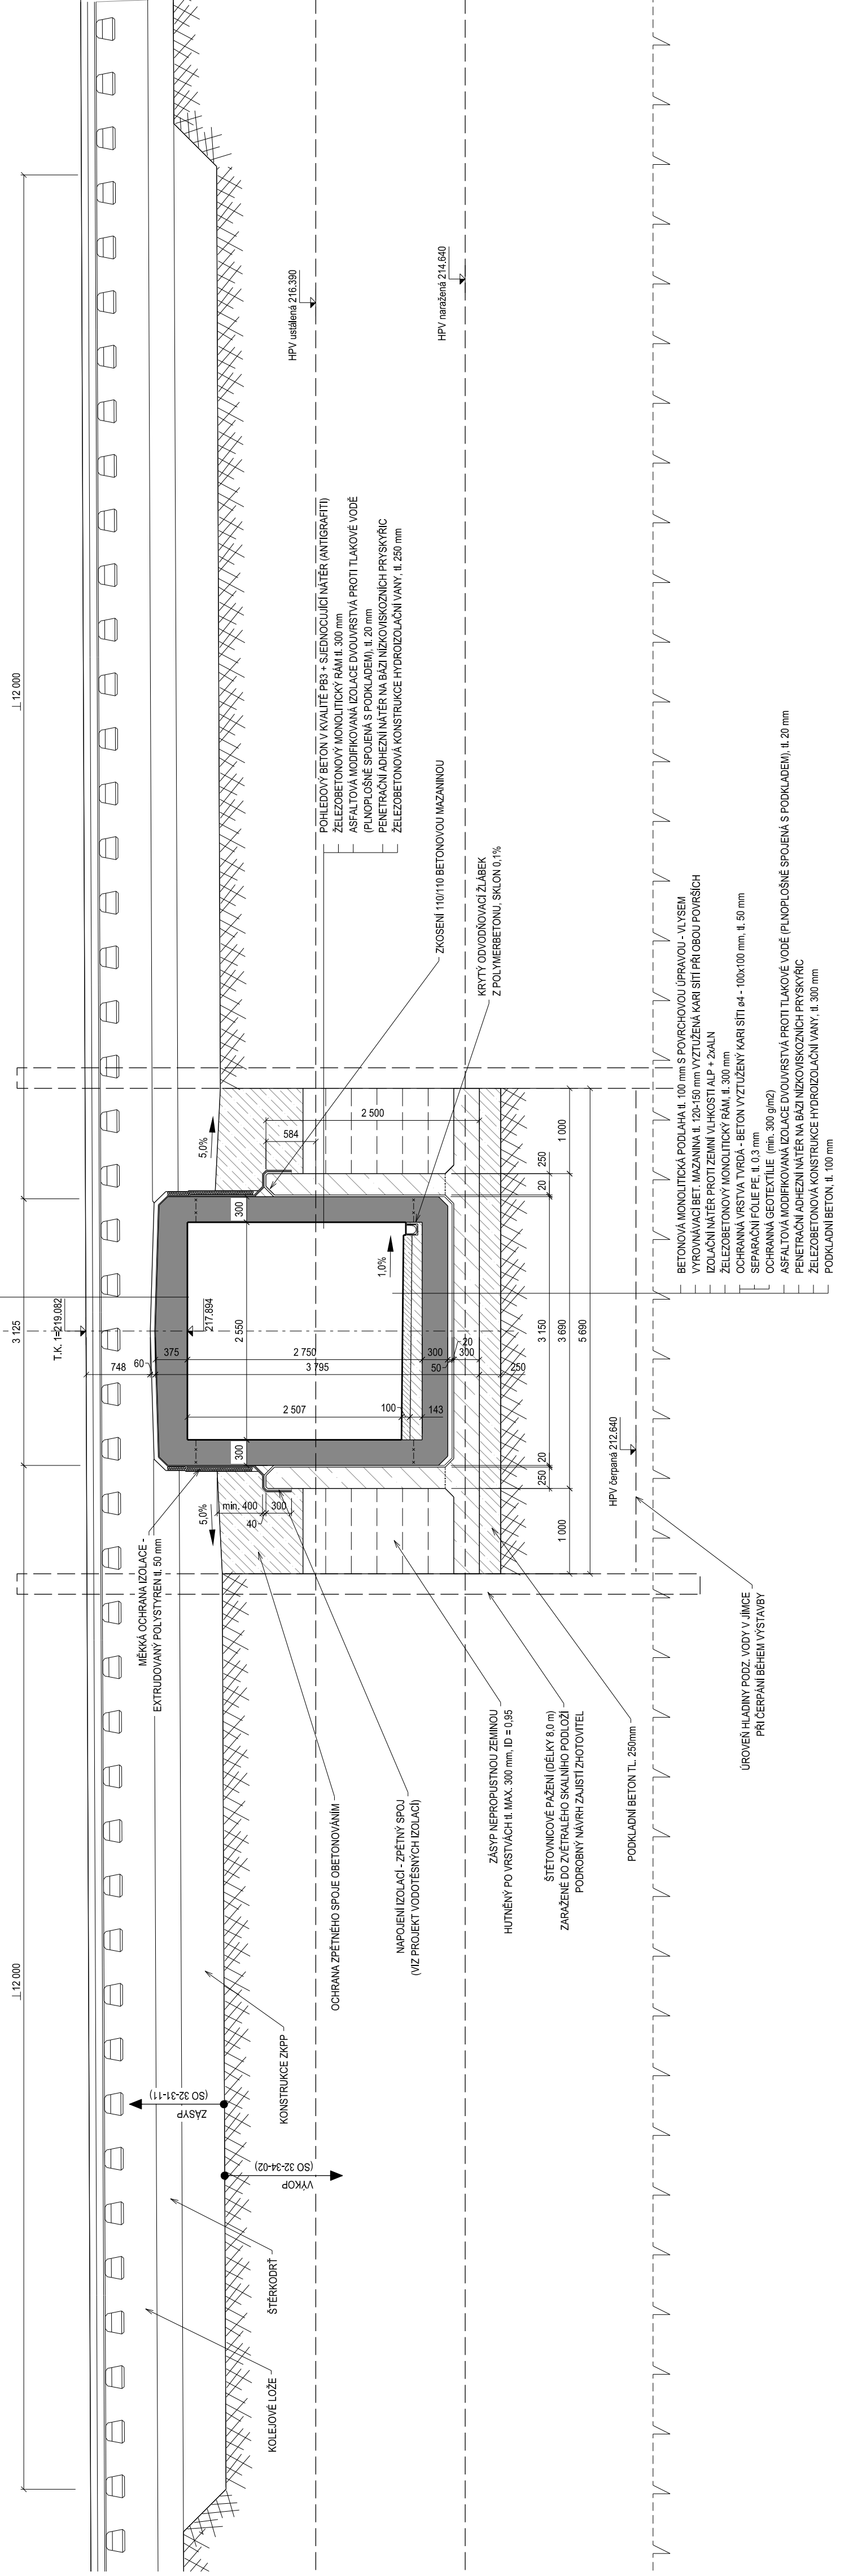 ⊥12 000
3 125
⊥12 000
T.K. 1=219.082
748
60
375
217.894
2 550
2 750
3 795
2 507
300
300
300
50
20
300
100
143
250
MĚKKÁ OCHRANA IZOLACE -
EXTRUDOVANÝ POLYSTYREN tl. 50 mm
5,0%
5,0%
1,0%
min. 400
300
40
584
2 500
1 000
250
20
3 150
20
250
1 000
3 690
5 690
HPV ustálená 216.390
HPV naražená 214.640
HPV čerpaná 212.640
POHLEDOVÝ BETON V KVALITĚ PB3 + SJEDNOCUJÍCÍ NÁTĚR (ANTIGRAFITI)
ŽELEZOBETONOVÝ MONOLITICKÝ RÁM tl. 300 mm
ASFALTOVÁ MODIFIKOVANÁ IZOLACE DVOUVRSTVÁ PROTI TLAKOVÉ VODĚ
(PLNOPLOŠNĚ SPOJENÁ S PODKLADEM), tl. 20 mm
PENETRAČNÍ ADHEZNÍ NÁTĚR NA BÁZI NÍZKOVISKOZNÍCH PRYSKYŘIC
ŽELEZOBETONOVÁ KONSTRUKCE HYDROIZOLAČNÍ VANY, tl. 250 mm
ZKOSENÍ 110/110 BETONOVOU MAZANINOU
KRYTÝ ODVODŇOVACÍ ŽLÁBEK
Z POLYMERBETONU, SKLON 0,1%
BETONOVÁ MONOLITICKÁ PODLAHA tl. 100 mm S POVRCHOVOU ÚPRAVOU - VLYSEM
VYROVNÁVACÍ BET. MAZANINA tl. 120-150 mm VYZTUŽENÁ KARI SÍTÍ PŘI OBOU POVRŠÍCH
IZOLAČNÍ NÁTĚR PROTI ZEMNÍ VLHKOSTI ALP + 2xALN
ŽELEZOBETONOVÝ MONOLITICKÝ RÁM, tl. 300 mm
OCHRANNÁ VRSTVA TVRDÁ - BETON VYZTUŽENÝ KARI SÍTI ø4 - 100x100 mm, tl. 50 mm
SEPARAČNÍ FÓLIE PE, tl. 0,3 mm
OCHRANNÁ GEOTEXTÍLIE (min. 300 g/m2)
ASFALTOVÁ MODIFIKOVANÁ IZOLACE DVOUVRSTVÁ PROTI TLAKOVÉ VODĚ (PLNOPLOŠNĚ SPOJENÁ S PODKLADEM), tl. 20 mm
PENETRAČNÍ ADHEZNÍ NÁTĚR NA BÁZI NÍZKOVISKOZNÍCH PRYSKYŘIC
ŽELEZOBETONOVÁ KONSTRUKCE HYDROIZOLAČNÍ VANY, tl. 300 mm
PODKLADNÍ BETON, tl. 100 mm
KOLEJOVÉ LOŽE
ŠTĚRKODRŤ
VÝKOP
(SO 32-34-02)
ZÁSYP
(SO 32-31-11)
KONSTRUKCE ZKPP
OCHRANA ZPĚTNÉHO SPOJE OBETONOVÁNÍM
NAPOJENÍ IZOLACÍ - ZPĚTNÝ SPOJ
(VIZ PROJEKT VODOTĚSNÝCH IZOLACÍ)
ZÁSYP NEPROPUSTNOU ZEMINOU
HUTNĚNÝ PO VRSTVÁCH tl. MAX. 300 mm, ID = 0,95
ŠTĚTOVNICOVÉ PAŽENÍ (DÉLKY 8,0 m)
ZARAŽENÉ DO ZVĚTRALÉHO SKALNÍHO PODLOŽÍ
PODROBNÝ NÁVRH ZAJISTÍ ZHOTOVITEL
PODKLADNÍ BETON TL. 250mm
ÚROVEŇ HLADINY PODZ. VODY V JÍMCE
PŘI ČERPÁNÍ BĚHEM VÝSTAVBY